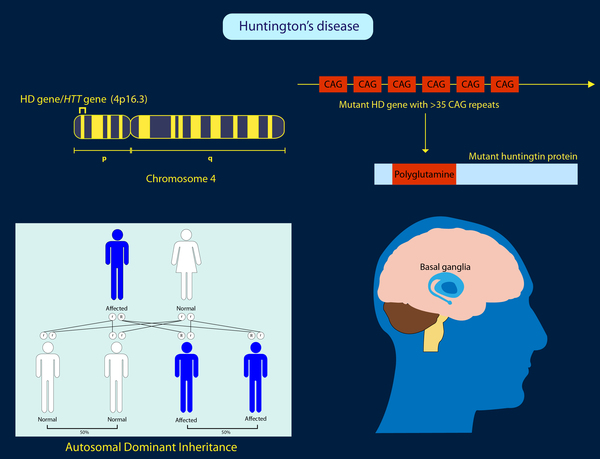 Huntington's disease
HD gene/HTT gene (4p16.3)
p
q
Chromosome 4
CAG CAG CAG CAG CAG CAG
Mutant HD gene with >35 CAG repeats
Mutant huntingtin protein
Polyglutamine
Affected
Normal
r R r r
r r r r R r R r
Normal
Normal
Affected
Affected
50%
50%
Autosomal Dominant Inheritance
Basal ganglia